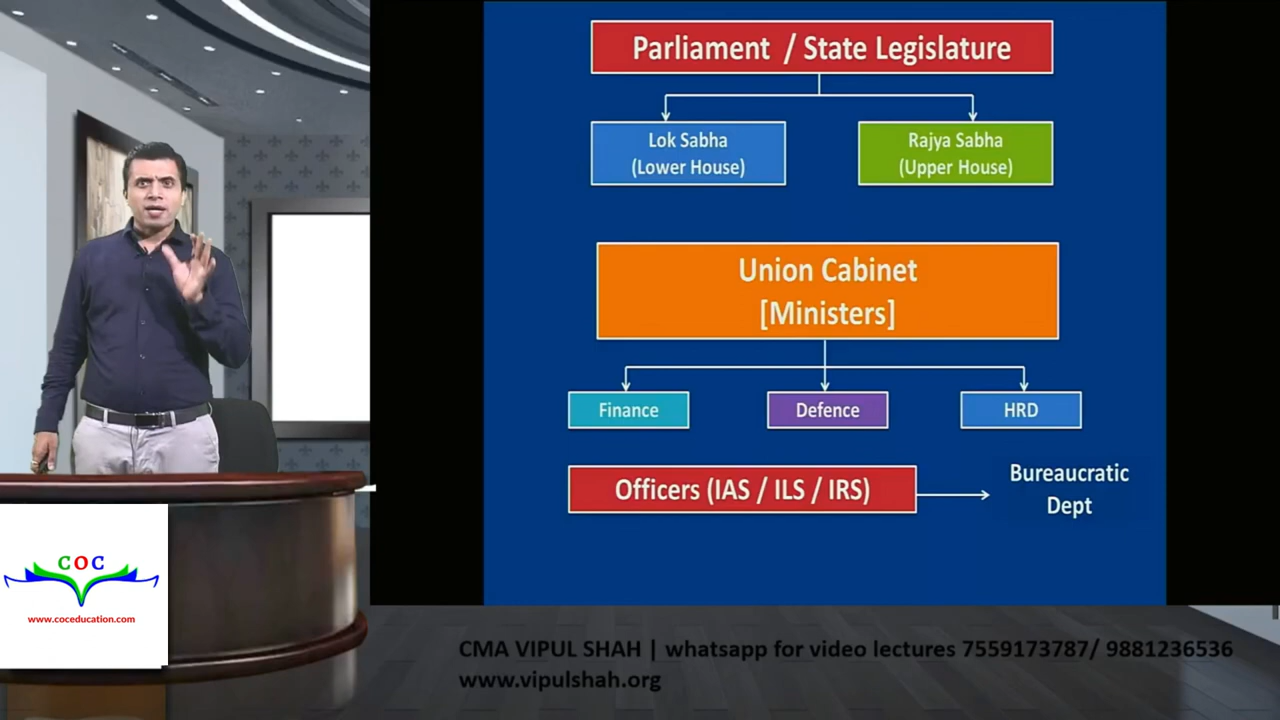 Parliament / State Legislature
Lok Sabha
(Lower House)
Rajya Sabha
(Upper House)
Union Cabinet
[Ministers]
Finance
Defence
HRD
Officers (IAS / ILS / IRS)
Bureaucratic
Dept
COC
www.coceducation.com
CMA VIPUL SHAH | whatsapp for video lectures 7559173787/ 9881236536
www.vipulshah.org